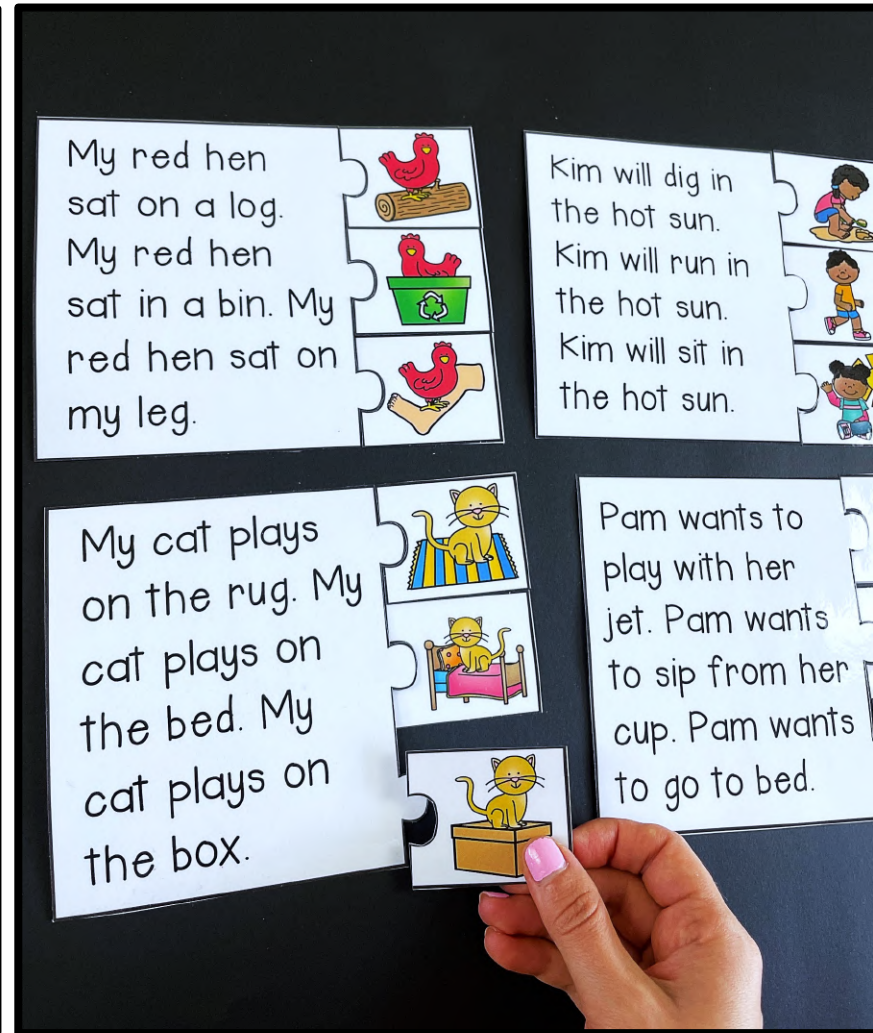 My red hen
sat on a log.
My red hen
sat in a bin. My
red hen sat on
my leg.
Kim will dig in
the hot sun.
Kim will run in
the hot sun.
Kim will sit in
the hot sun.
My cat plays
on the rug. My
cat plays on
the bed. My
cat plays on
the box.
Pam wants to
play with her
jet. Pam wants
to sip from her
cup. Pam wants
to go to bed.